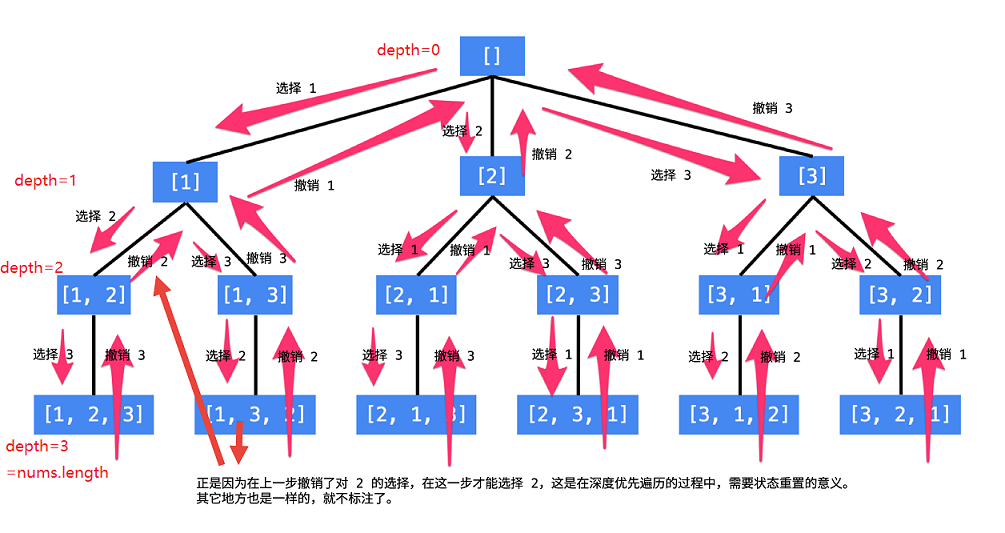 depth=0
[]
选择 1
撤销 3
选择 2
撤销 2
撤销 1
选择 3
depth=1
[1]
[2]
[3]
选择 2
撤销 2
选择 3
撤销 3
选择 1
撤销 1
选择 3
撤销 3
选择 1
撤销 1
选择 2
撤销 2
depth=2
[1, 2]
[1, 3]
[2, 1]
[2, 3]
[3, 1]
[3, 2]
选择 3
撤销 3
选择 2
撤销 2
选择 3
撤销 3
选择 1
撤销 1
选择 2
撤销 2
选择 1
撤销 1
[1, 2, 3]
[1, 3, 2]
[2, 1, 3]
[2, 3, 1]
[3, 1, 2]
[3, 2, 1]
depth=3
=nums.length
正是因为在上一步撤销了对 2 的选择，在这一步才能选择 2，这是在深度优先遍历的过程中，需要状态重置的意义。
其它地方也是一样的，就不标注了。